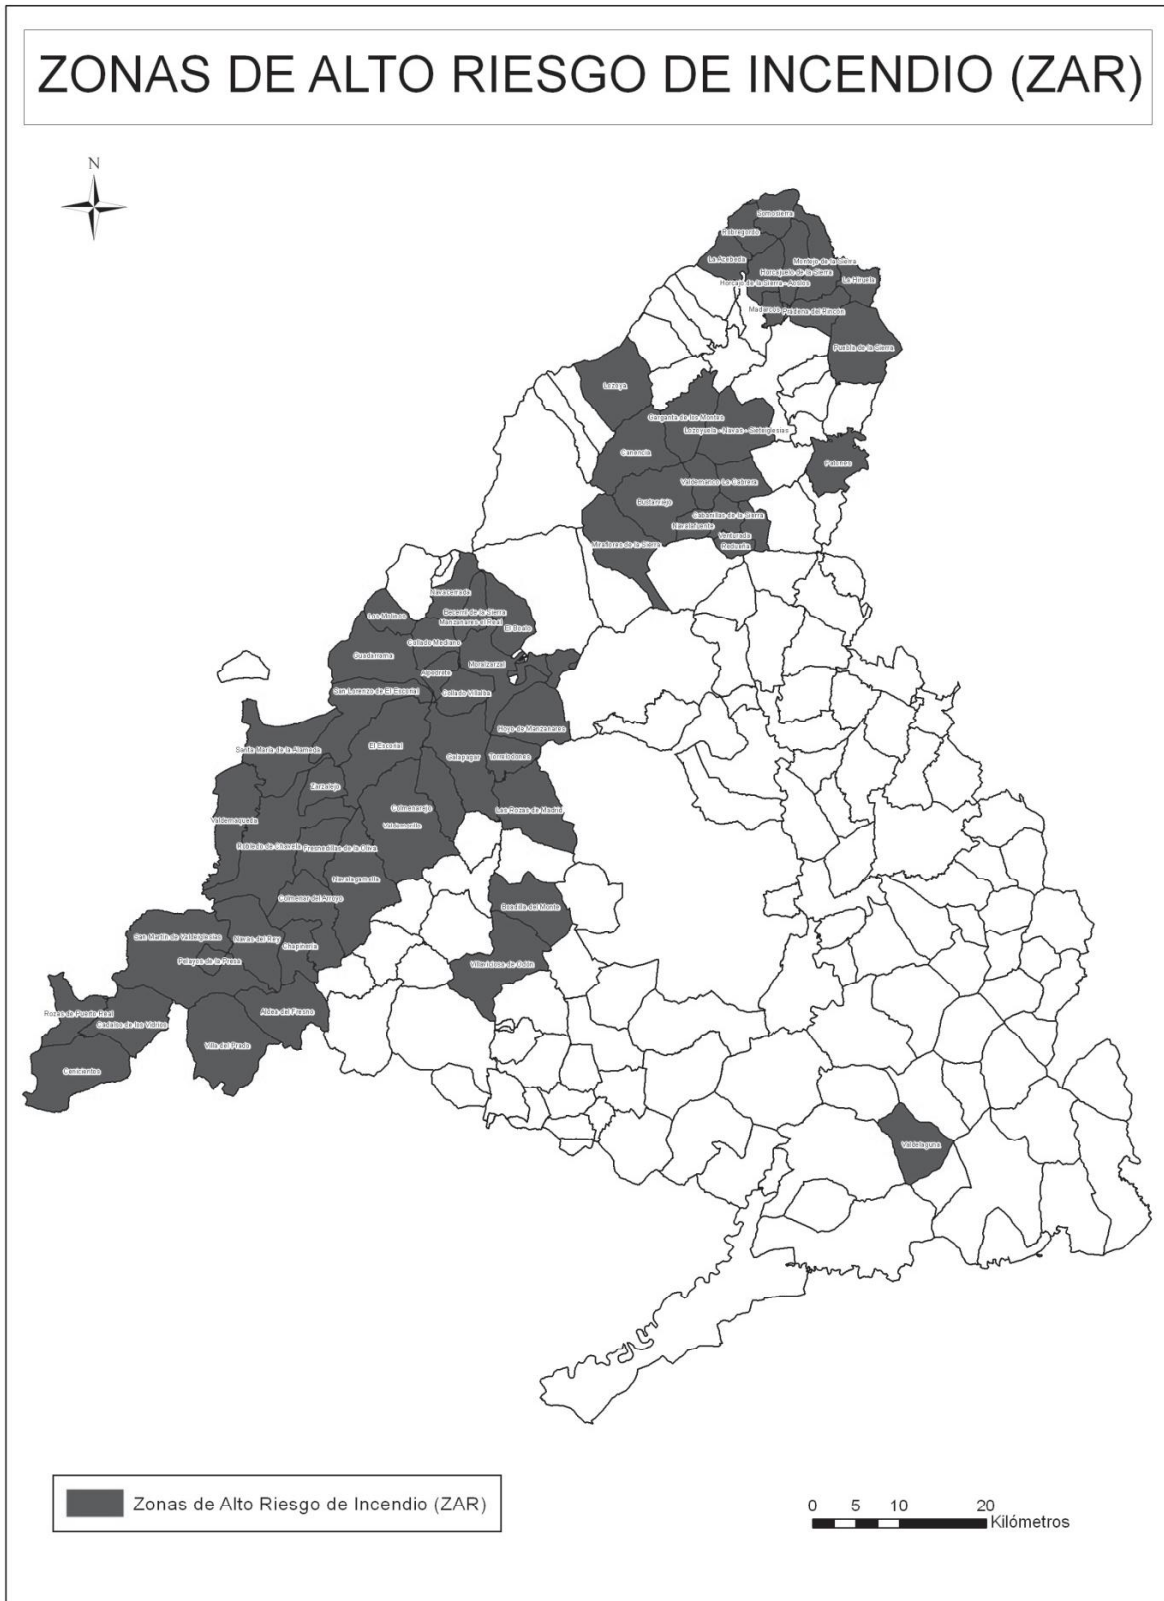 ZONAS DE ALTO RIESGO DE INCENDIO (ZAR)
N
Somosierra
Robregordo
La Acebeda
Montejo de la Sierra
Horcajuelo de la Sierra
La Hiruela
Horcajo de la Sierra - Aoslos
Madarcos
Prádena del Rincón
Puebla de la Sierra
Lozoya
Garganta de los Montes
Lozoyuela - Navas - Sieteiglesias
Canencia
Patones
Valdemanco
La Cabrera
Bustarviejo
Cabanillas de la Sierra
Navalafuente
Venturada
Redueña
Miraflores de la Sierra
Navacerrada
Los Molinos
Becerril de la Sierra
Manzanares el Real
El Boalo
Collado Mediano
Guadarrama
Moralzarzal
Alpedrete
San Lorenzo de El Escorial
Collado Villalba
Hoyo de Manzanares
Santa María de la Alameda
El Escorial
Galapagar
Torrelodones
Zarzalejo
Colmenarejo
Las Rozas de Madrid
Valdemaqueda
Valdemorillo
Robledo de Chavela
Fresnedillas de la Oliva
Navalagamella
Colmenar del Arroyo
Boadilla del Monte
San Martín de Valdeiglesias
Navas del Rey
Chapinería
Pelayos de la Presa
Villaviciosa de Odón
Rozas de Puerto Real
Cadalso de los Vidrios
Aldea del Fresno
Villa del Prado
Cenicientos
Valdelaguna
Zonas de Alto Riesgo de Incendio (ZAR)
0 5 10 20
Kilómetros